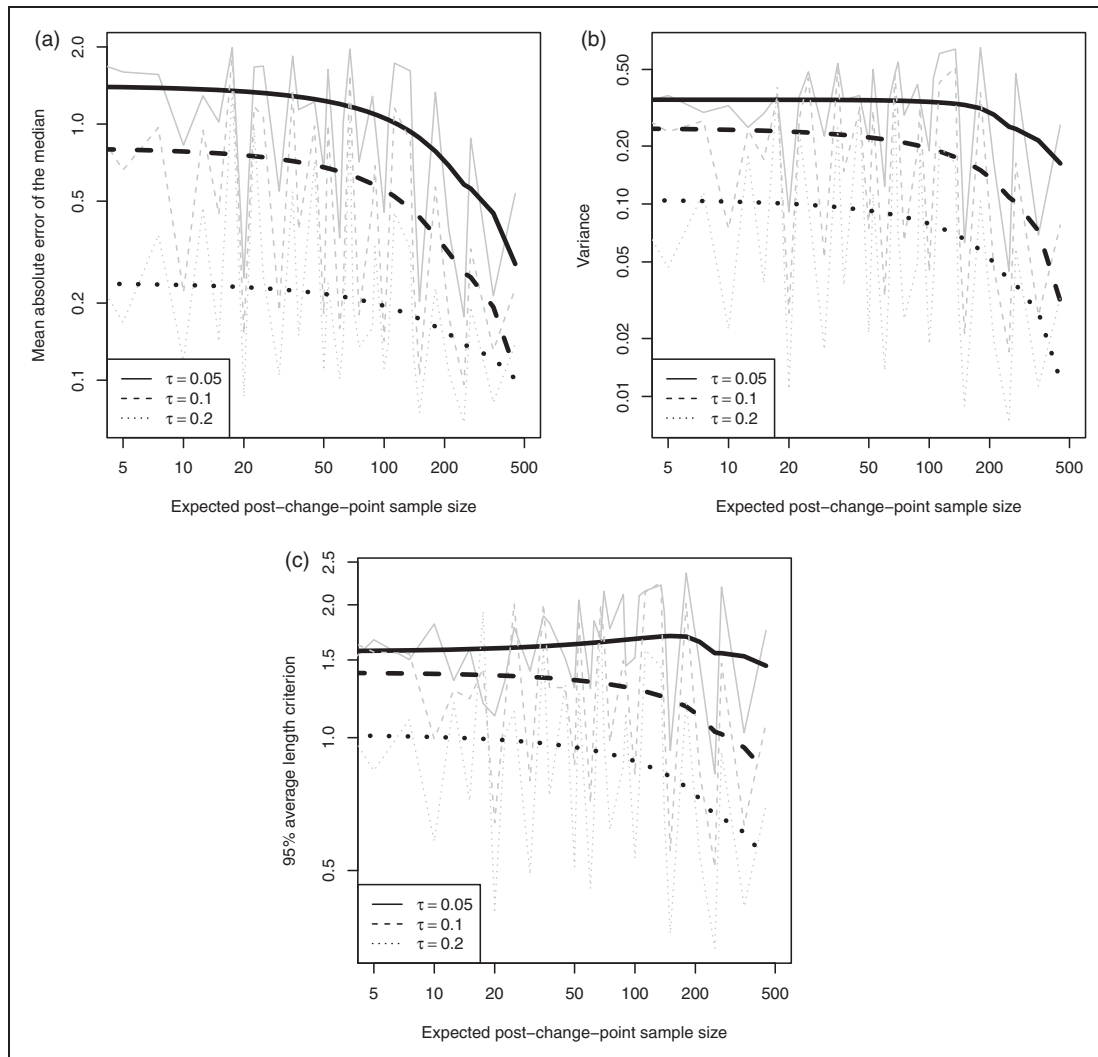 (a)
Mean absolute error of the median
2.0
1.0
0.5
0.2
0.1
τ = 0.05
τ = 0.1
τ = 0.2
5 10 20 50 100 200 500
Expected post−change−point sample size
(b)
Variance
0.50
0.20
0.10
0.05
0.02
0.01
τ = 0.05
τ = 0.1
τ = 0.2
5 10 20 50 100 200 500
Expected post−change−point sample size
(c)
95% average length criterion
2.5
2.0
1.5
1.0
0.5
τ = 0.05
τ = 0.1
τ = 0.2
5 10 20 50 100 200 500
Expected post−change−point sample size